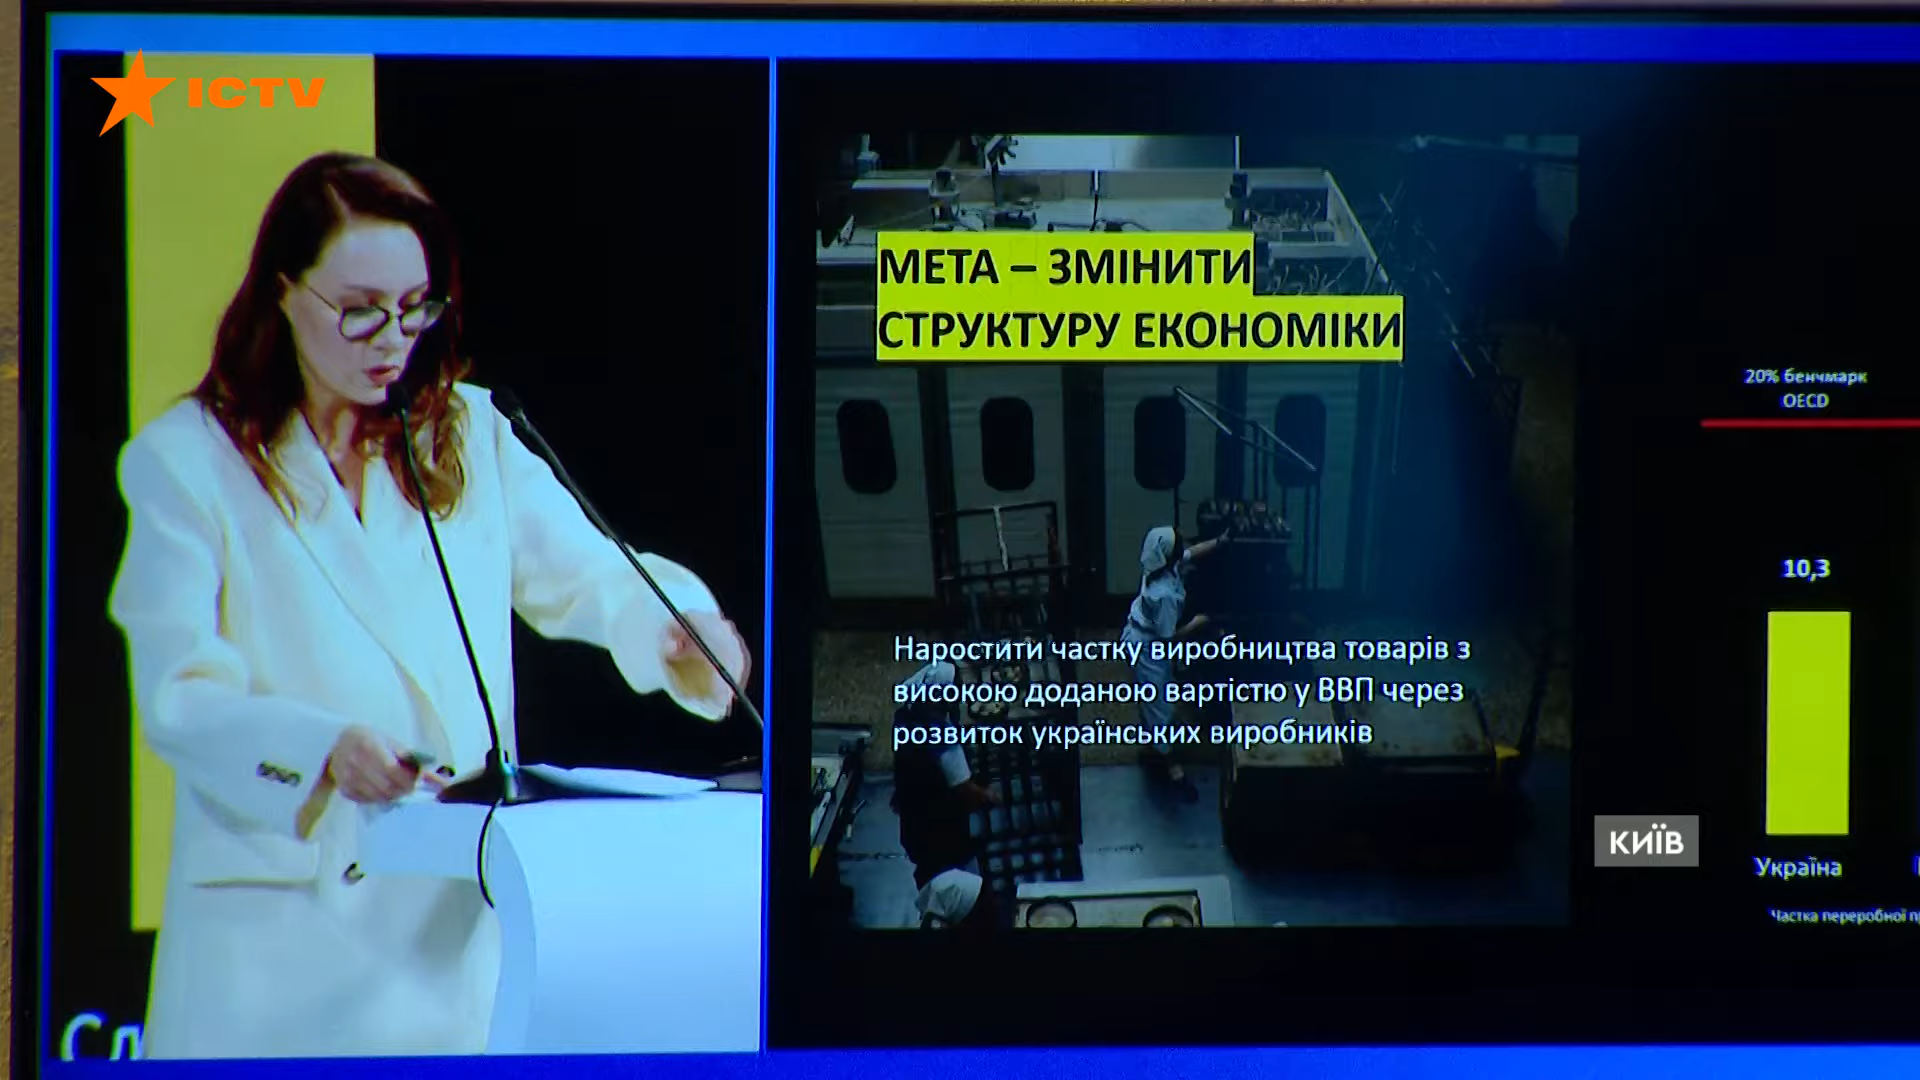 ICTV
МЕТА – ЗМІНИТИ
СТРУКТУРУ ЕКОНОМІКИ
Наростити частку виробництва товарів з
високою доданою вартістю у ВВП через
розвиток українських виробників
20% бенчмарк
OECD
10,3
КИЇВ
Україна
Частка переробної
Сл